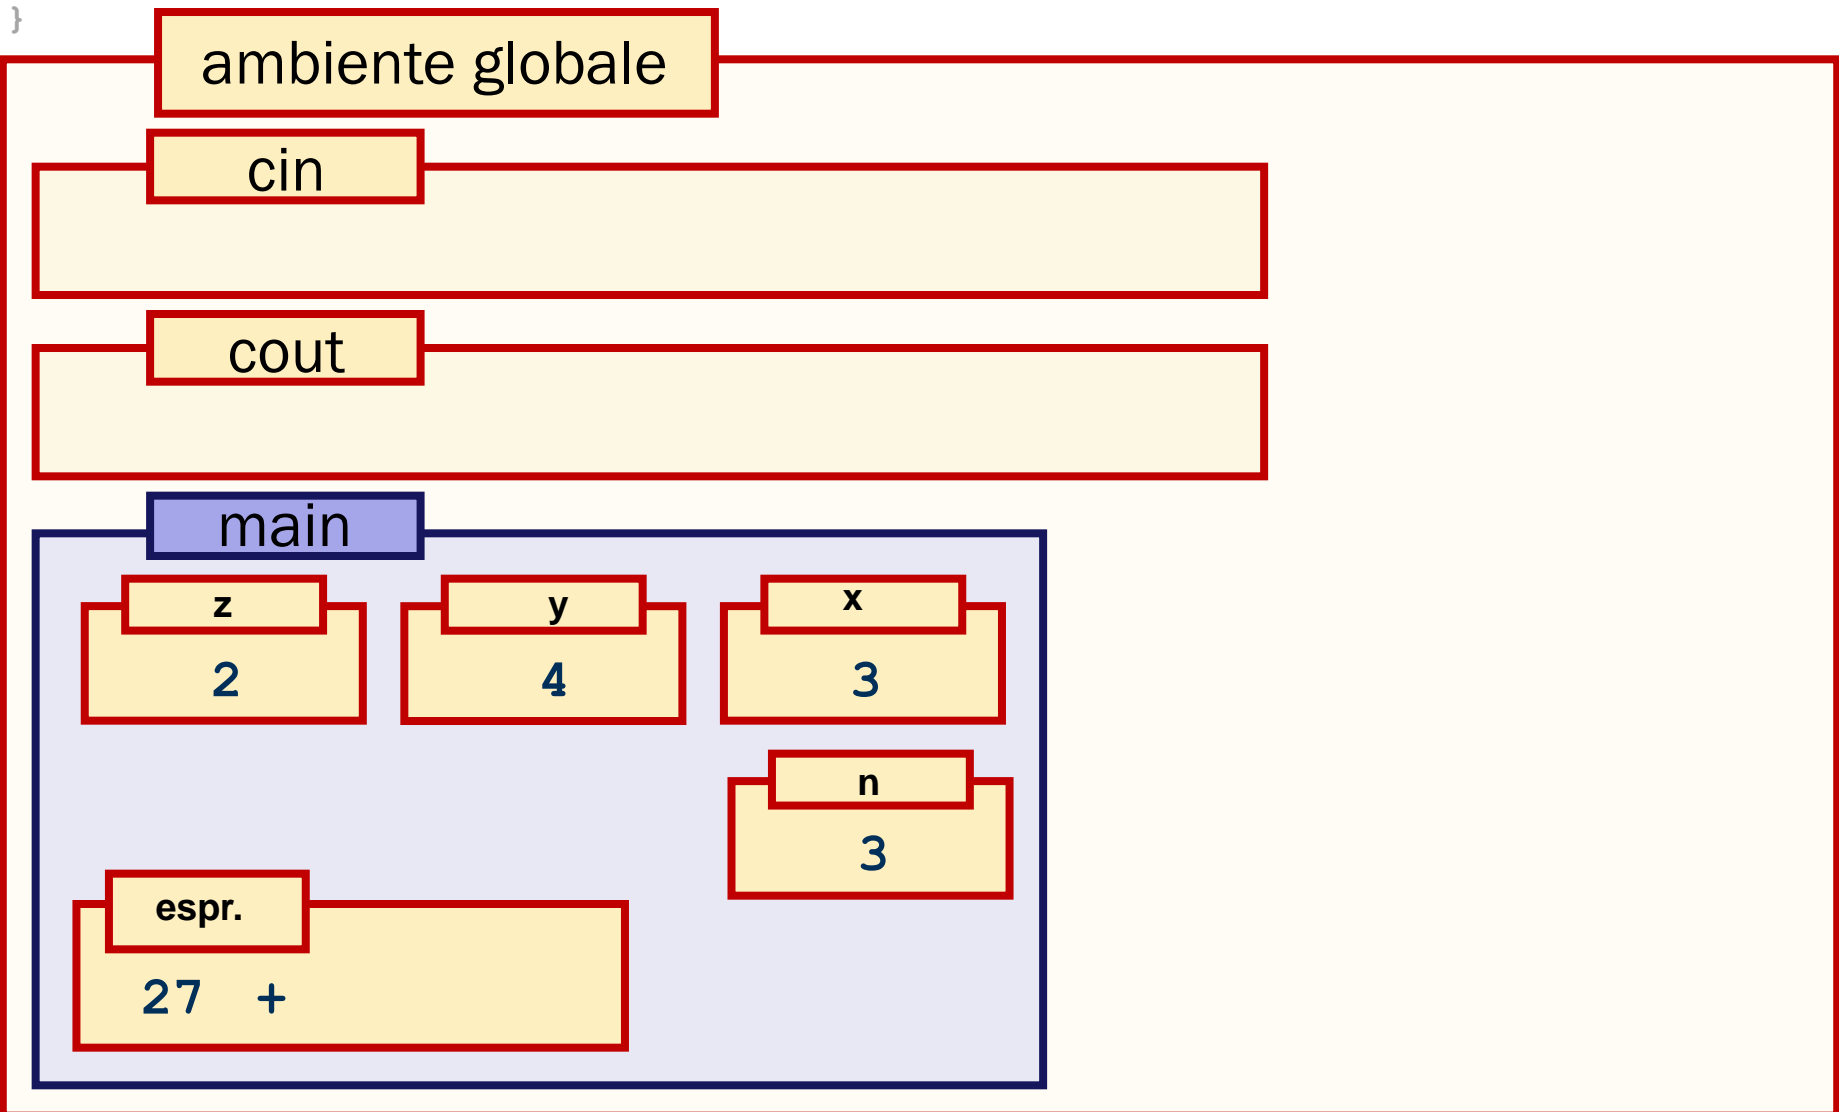 }
ambiente globale
cin
cout
main
z y x
2 4 3
n
3
espr.
27 +